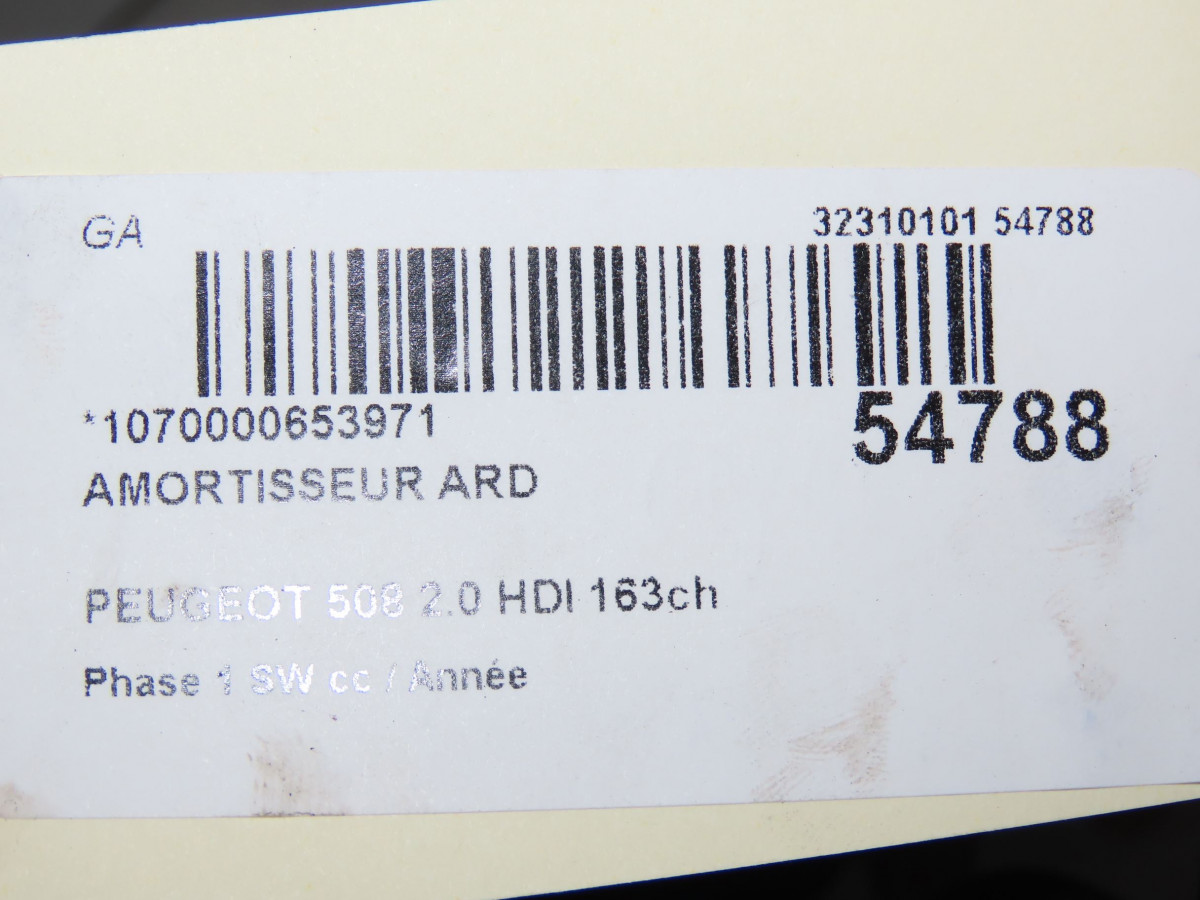 GA
32310101 54788
*1070000653971
54788
AMORTISSEUR ARD
PEUGEOT 508 2.0 HDI 163ch
Phase 1 SW cc / Année